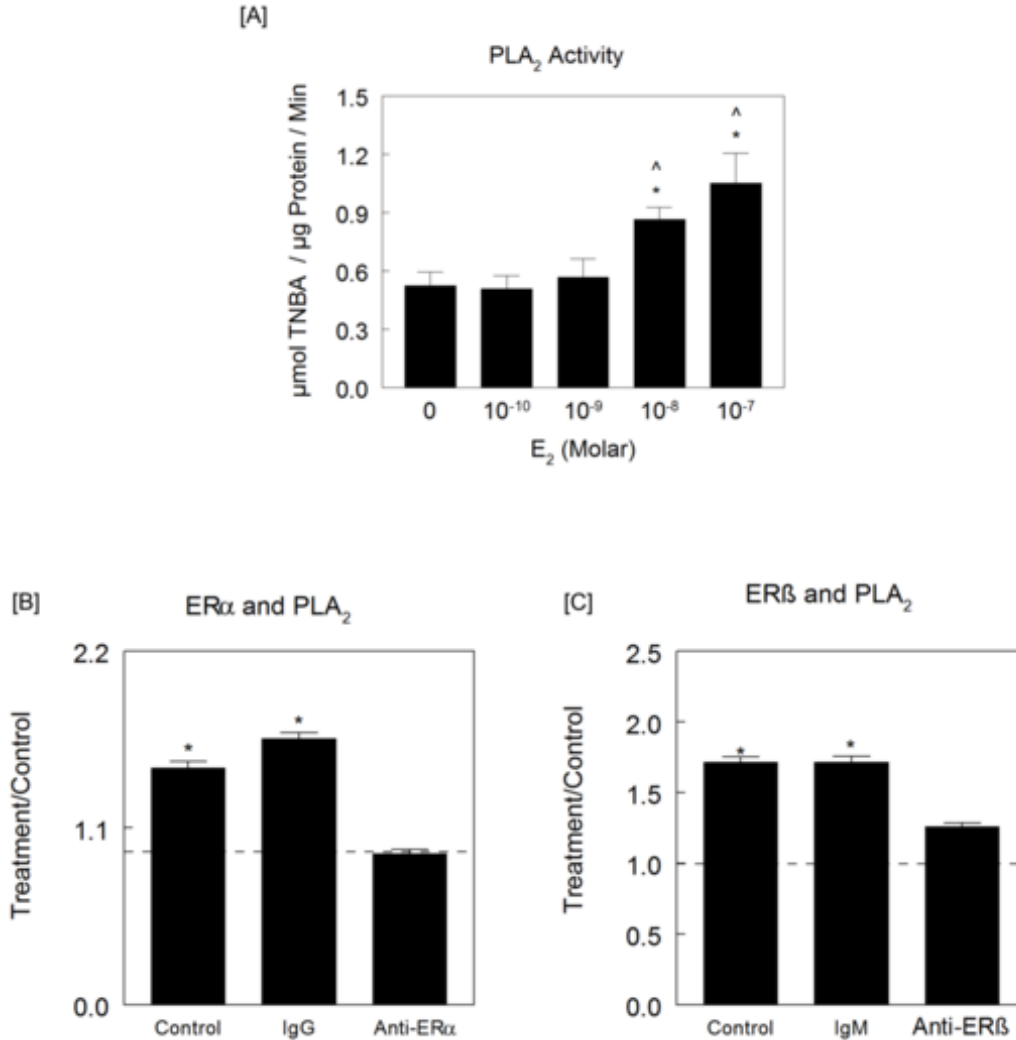 [A]
PLA₂ Activity
µmol TNBA / µg Protein / Min
1.5
1.2
0.9
0.6
0.3
0.0
^
*
^
*
0
10⁻¹⁰
10⁻⁹
10⁻⁸
10⁻⁷
E₂ (Molar)
[B]
ERα and PLA₂
Treatment/Control
2.2
1.1
0.0
*
*
Control
IgG
Anti-ERα
[C]
ERß and PLA₂
Treatment/Control
2.5
2.0
1.5
1.0
0.5
0.0
*
*
Control
IgM
Anti-ERß